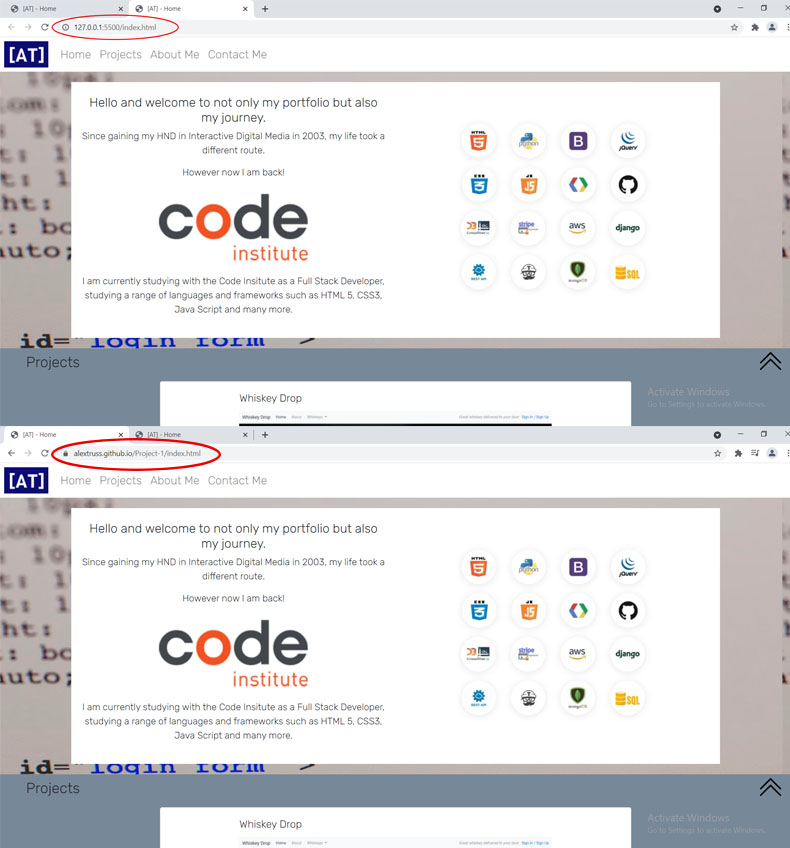 [AT] - Home
[AT] - Home
127.0.0.1:5500/index.html
[AT]
Home Projects About Me Contact Me
Hello and welcome to not only my portfolio but also
my journey.
Since gaining my HND in Interactive Digital Media in 2003, my life took a
different route.
However now I am back!
code
institute
I am currently studying with the Code Insitute as a Full Stack Developer,
studying a range of languages and frameworks such as HTML 5, CSS3,
Java Script and many more.
HTML 5
python
B
jQuery
CSS 3
JS
stripe
aws
django
REST API
mongoDB
SQL
id="login_form" >
auto;
Projects
Whiskey Drop
Whiskey Drop Home About Whiskeys
Great whiskey delivered to your door! Sign In / Sign Up
Activate Windows
Go to Settings to activate Windows.
[AT] - Home
[AT] - Home
alextruss.github.io/Project-1/index.html
[AT]
Home Projects About Me Contact Me
Hello and welcome to not only my portfolio but also
my journey.
Since gaining my HND in Interactive Digital Media in 2003, my life took a
different route.
However now I am back!
code
institute
I am currently studying with the Code Insitute as a Full Stack Developer,
studying a range of languages and frameworks such as HTML 5, CSS3,
Java Script and many more.
HTML 5
python
B
jQuery
CSS 3
JS
stripe
aws
django
REST API
mongoDB
SQL
id="login_form" >
auto;
Projects
Whiskey Drop
Whiskey Drop Home About Whiskeys
Great whiskey delivered to your door! Sign In / Sign Up
Activate Windows
Go to Settings to activate Windows.